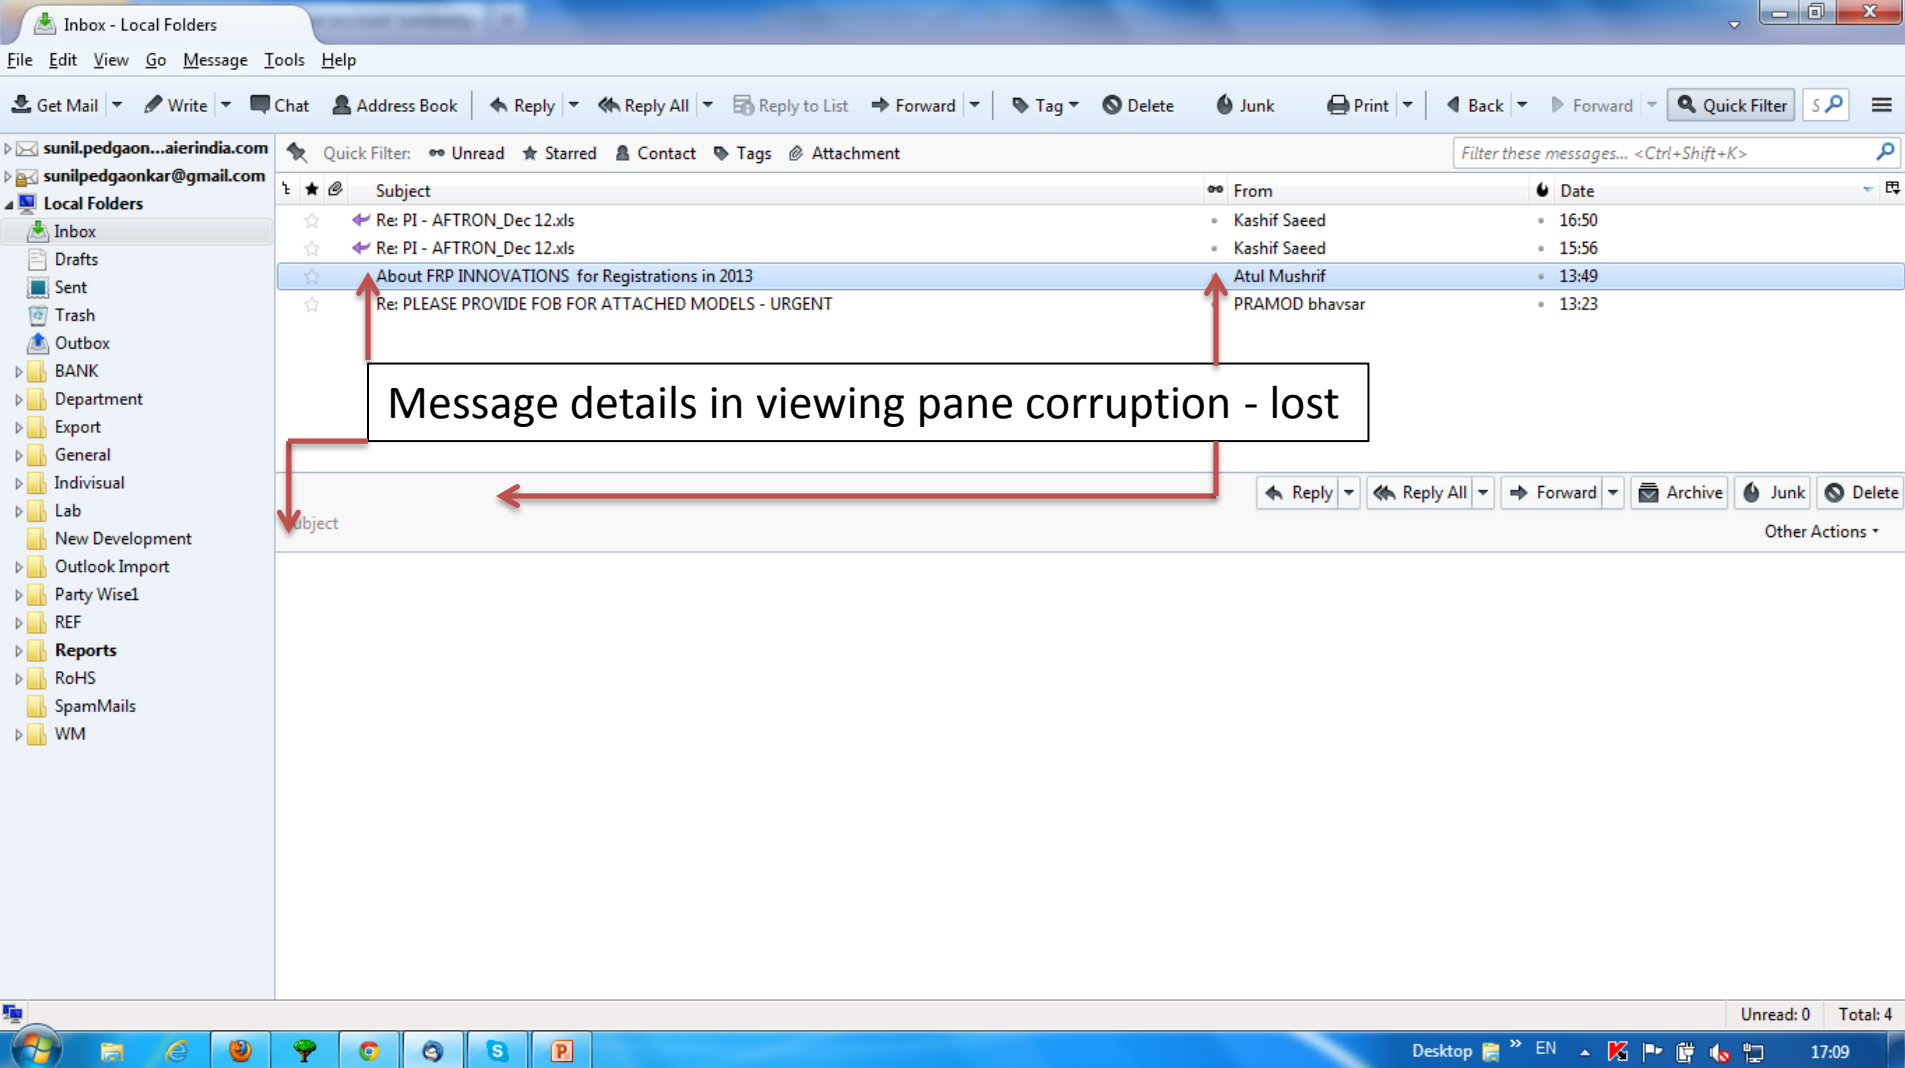 Inbox - Local Folders
File Edit View Go Message Tools Help
Get Mail Write Chat Address Book Reply Reply All Reply to List Forward Tag Delete Junk Print Back Forward Quick Filter S
sunil.pedgaon...aierindia.com
sunilpedgaonkar@gmail.com
Local Folders
Inbox
Drafts
Sent
Trash
Outbox
BANK
Department
Export
General
Indivisual
Lab
New Development
Outlook Import
Party Wise1
REF
Reports
RoHS
SpamMails
WM
Quick Filter: Unread Starred Contact Tags Attachment Filter these messages... <Ctrl+Shift+K>
Subject From Date
Re: PI - AFTRON_Dec 12.xls Kashif Saeed 16:50
Re: PI - AFTRON_Dec 12.xls Kashif Saeed 15:56
About FRP INNOVATIONS for Registrations in 2013 Atul Mushrif 13:49
Re: PLEASE PROVIDE FOB FOR ATTACHED MODELS - URGENT PRAMOD bhavsar 13:23
Message details in viewing pane corruption - lost
Reply Reply All Forward Archive Junk Delete
ubject Other Actions
Unread: 0 Total: 4
Desktop » EN 17:09